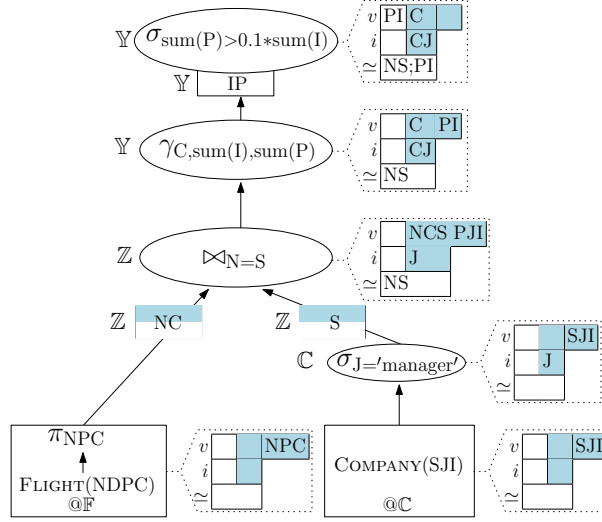 𝕐 σsum(P)>0.1*sum(I)
v PI C
i CJ
≃ NS;PI
𝕐 IP
𝕐 γC,sum(I),sum(P)
v C PI
i CJ
≃ NS
ℤ ⋈N=S
v NCS PJI
i J
≃ NS
ℤ NC
ℤ S
ℂ σJ='manager'
v SJI
i J
≃
πNPC
FLIGHT(NDPC)
@𝔽
v NPC
i
≃
COMPANY(SJI)
@ℂ
v SJI
i
≃